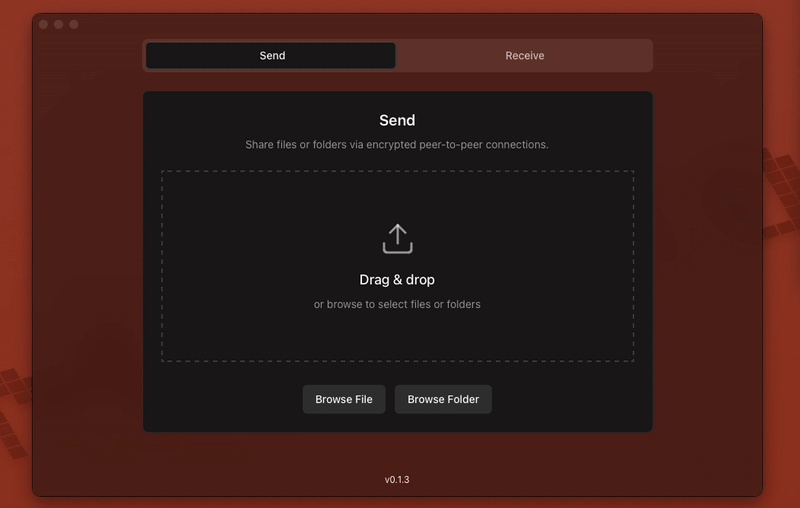 Send
Receive
Send
Share files or folders via encrypted peer-to-peer connections.
Drag & drop
or browse to select files or folders
Browse File
Browse Folder
v0.1.3